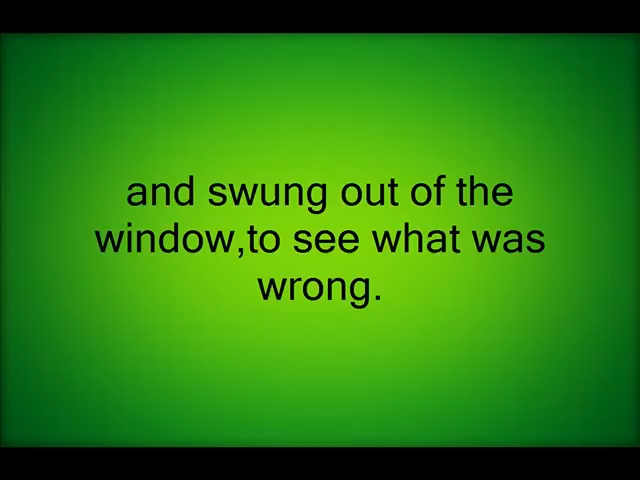 and swung out of the
window,to see what was
wrong.